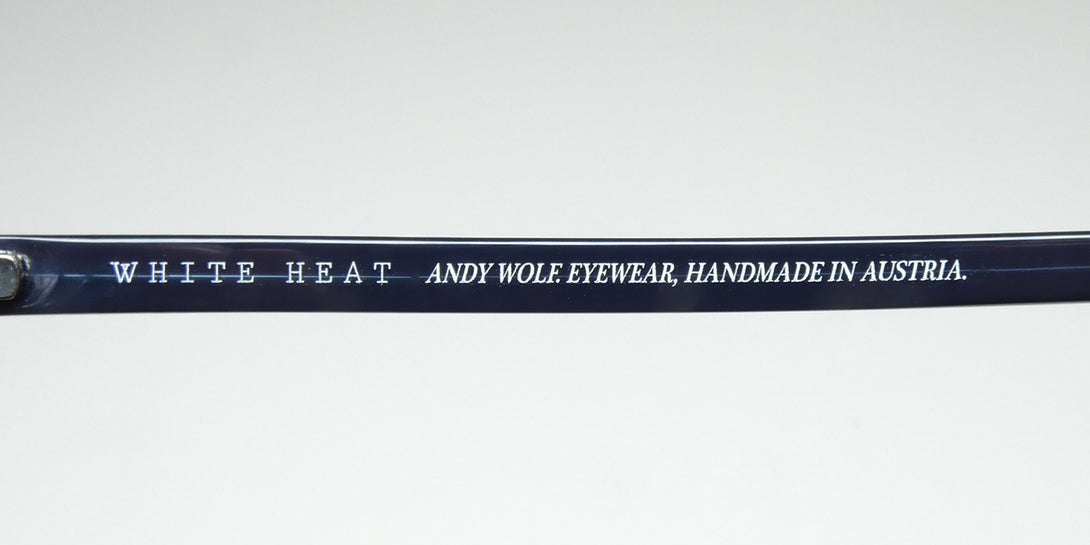 WHITE HEAT ANDY WOLF. EYEWEAR, HANDMADE IN AUSTRIA.